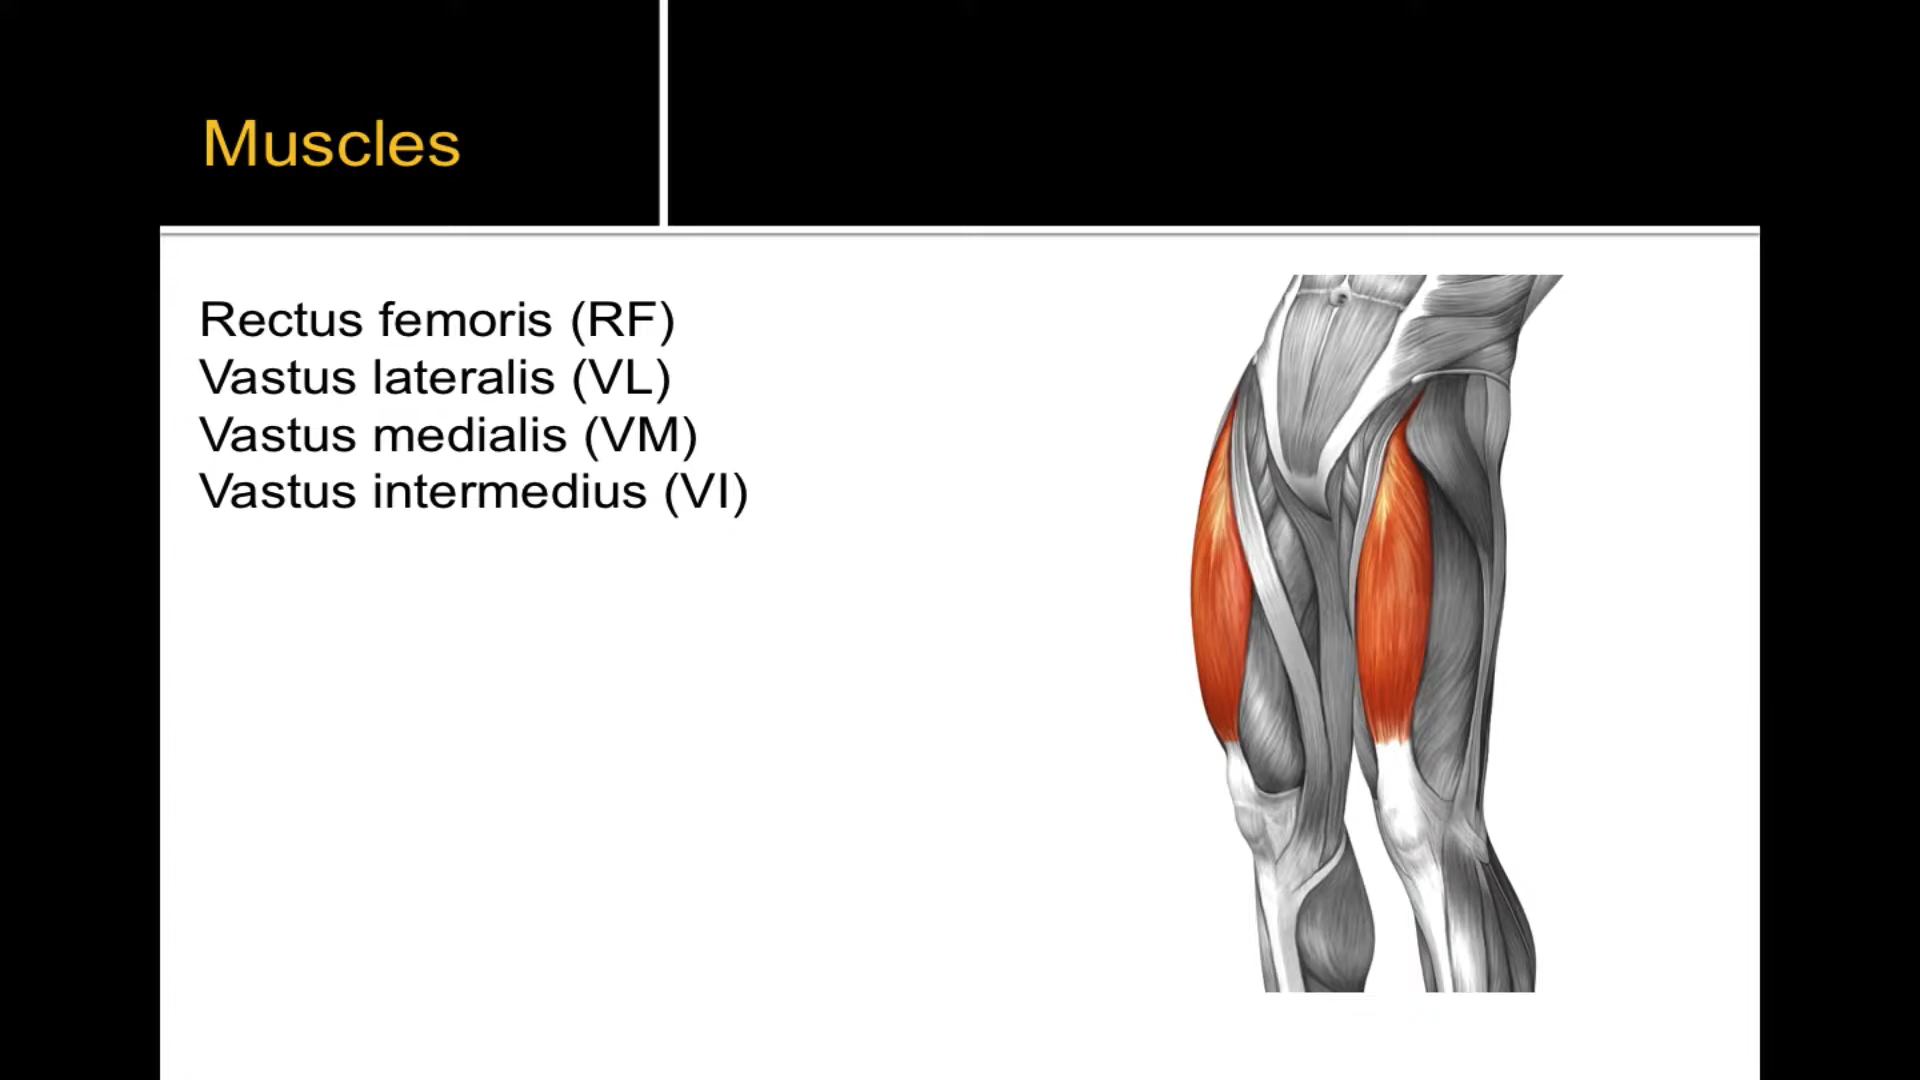 Muscles
Rectus femoris (RF)
Vastus lateralis (VL)
Vastus medialis (VM)
Vastus intermedius (VI)